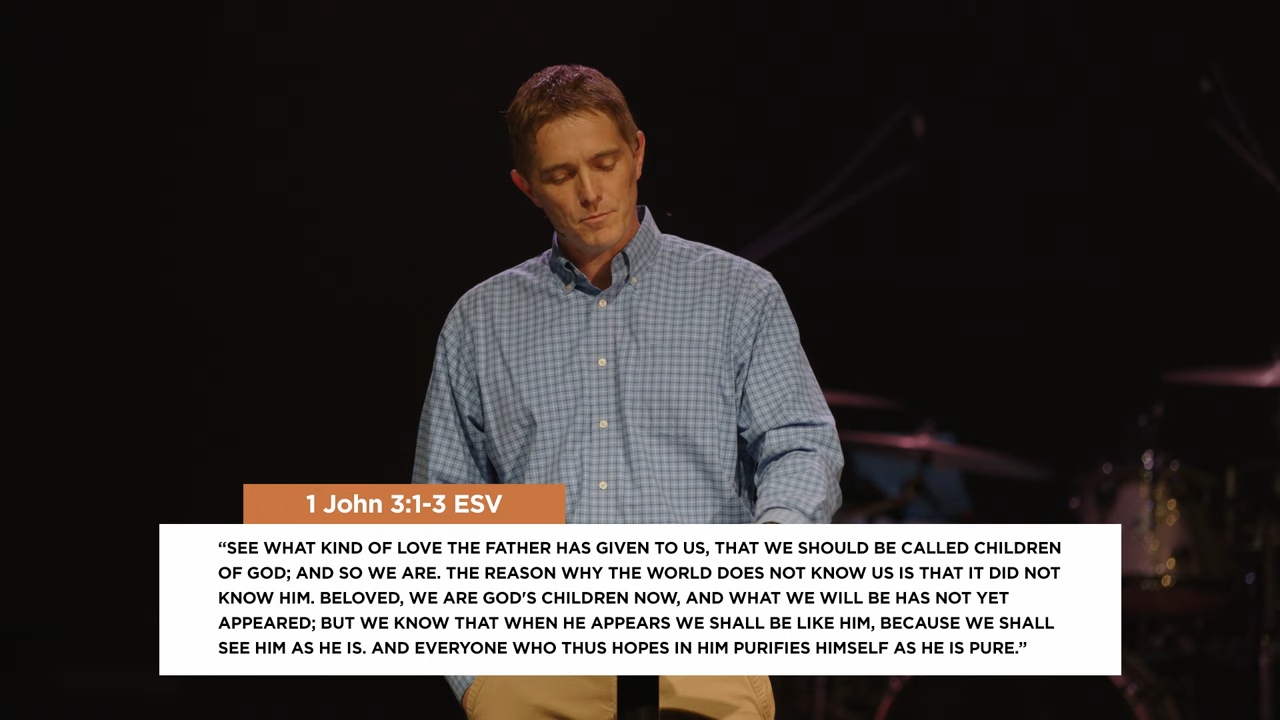 1 John 3:1-3 ESV
“SEE WHAT KIND OF LOVE THE FATHER HAS GIVEN TO US, THAT WE SHOULD BE CALLED CHILDREN
OF GOD; AND SO WE ARE. THE REASON WHY THE WORLD DOES NOT KNOW US IS THAT IT DID NOT
KNOW HIM. BELOVED, WE ARE GOD'S CHILDREN NOW, AND WHAT WE WILL BE HAS NOT YET
APPEARED; BUT WE KNOW THAT WHEN HE APPEARS WE SHALL BE LIKE HIM, BECAUSE WE SHALL
SEE HIM AS HE IS. AND EVERYONE WHO THUS HOPES IN HIM PURIFIES HIMSELF AS HE IS PURE.”